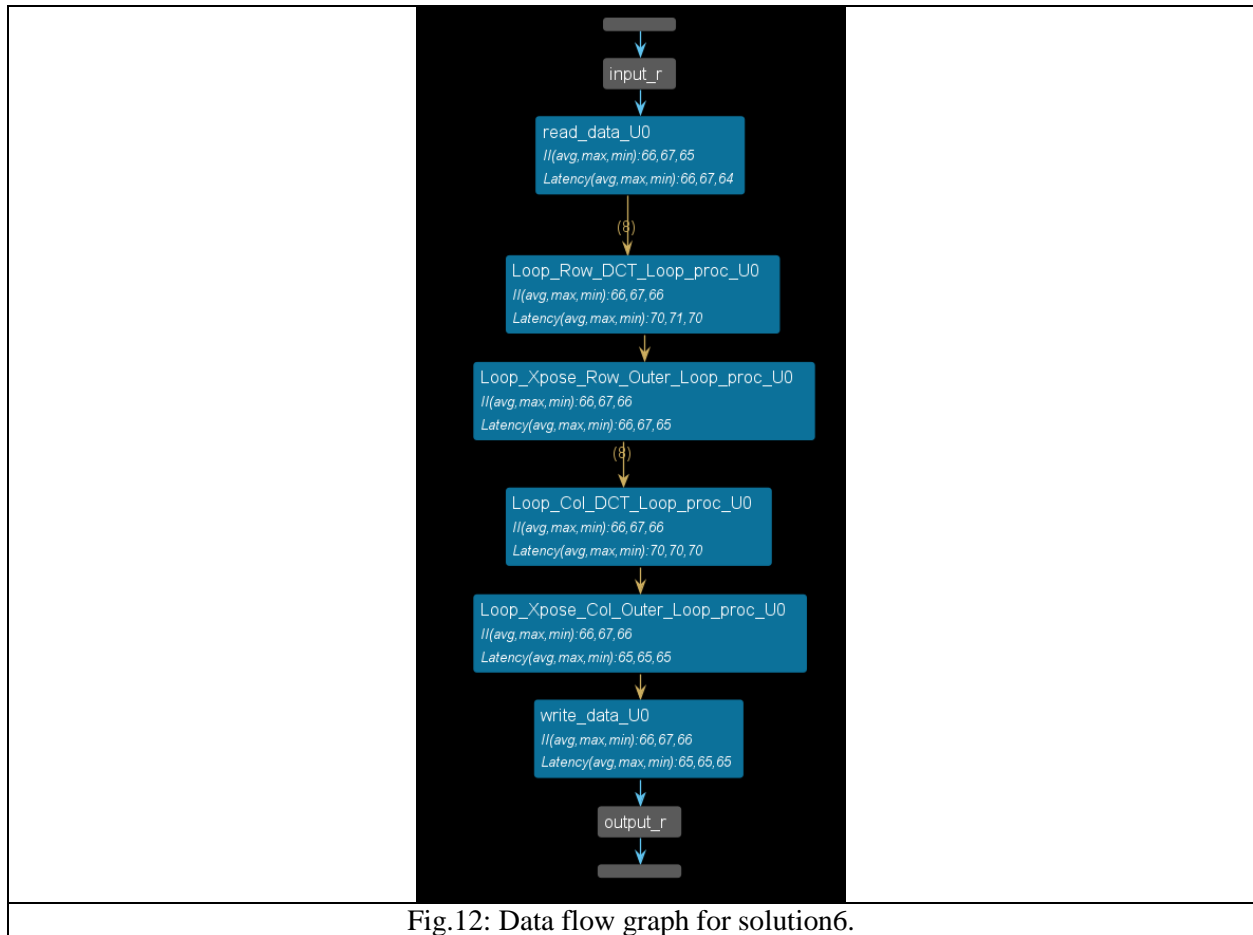 input_r
read_data_U0
II(avg,max,min):66,67,65
Latency(avg,max,min):66,67,64
(8)
Loop_Row_DCT_Loop_proc_U0
II(avg,max,min):66,67,66
Latency(avg,max,min):70,71,70
Loop_Xpose_Row_Outer_Loop_proc_U0
II(avg,max,min):66,67,66
Latency(avg,max,min):66,67,65
(8)
Loop_Col_DCT_Loop_proc_U0
II(avg,max,min):66,67,66
Latency(avg,max,min):70,70,70
Loop_Xpose_Col_Outer_Loop_proc_U0
II(avg,max,min):66,67,66
Latency(avg,max,min):65,65,65
write_data_U0
II(avg,max,min):66,67,66
Latency(avg,max,min):65,65,65
output_r
Fig.12: Data flow graph for solution6.